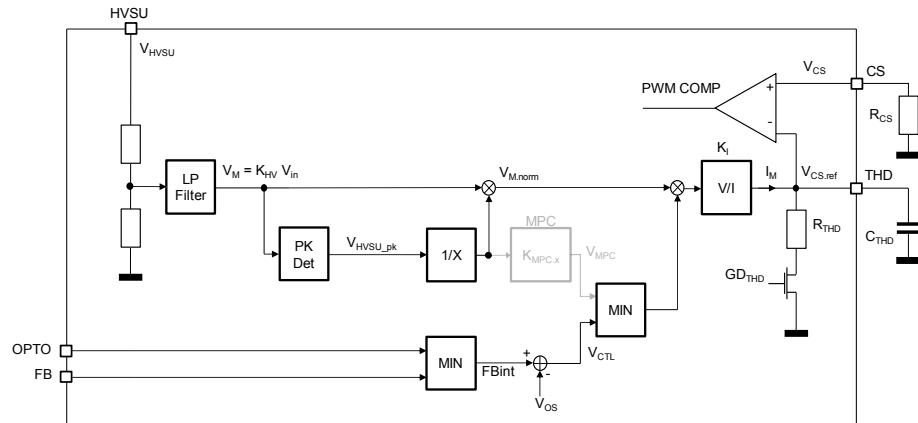 HVSU
V_HVSU
V_CS
CS
PWM COMP
+
-
R_CS
K_I
LP
Filter
V_M = K_HV V_in
V_M.norm
V/I
I_M
V_CS.ref
THD
MPC
R_THD
C_THD
PK
Det
V_HVSU_pk
1/X
K_MPC.x
V_MPC
GD_THD
MIN
OPTO
FB
MIN
FBint
+
-
V_CTL
V_OS